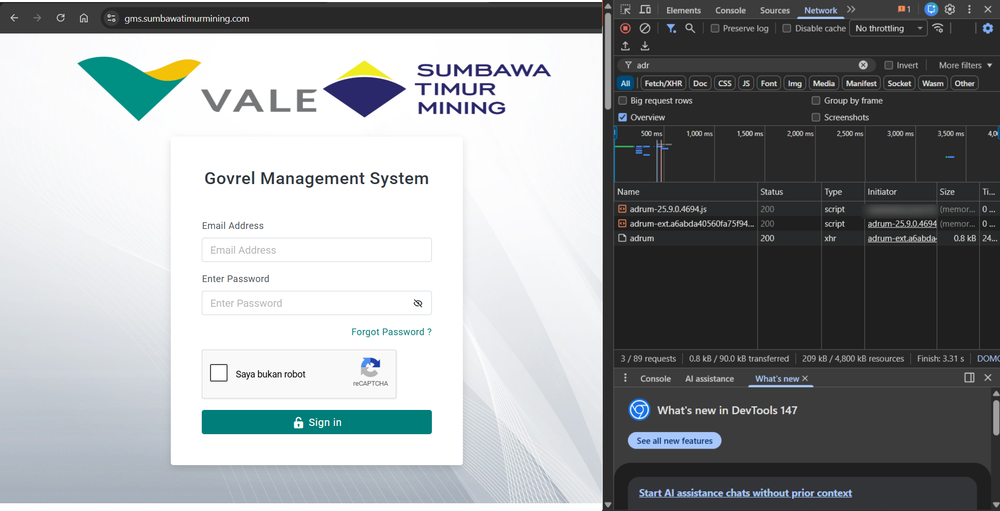 gms.sumbawatimurmining.com
VALE
SUMBAWA
TIMUR
MINING
Govrel Management System
Email Address
Email Address
Enter Password
Enter Password
Forgot Password ?
Saya bukan robot
reCAPTCHA
Sign in
Elements Console Sources Network 1
Preserve log Disable cache No throttling
adr Invert More filters
All Fetch/XHR Doc CSS JS Font Img Media Manifest Socket Wasm Other
Big request rows Group by frame
Overview Screenshots
500 ms 1,000 ms 1,500 ms 2,000 ms 2,500 ms 3,000 ms 3,500 ms 4,0
Name Status Type Initiator Size Ti...
adrum-25.9.0.4694.js 200 script (memor... 0 ...
adrum-ext.a6abda40560fa75f94... 200 script adrum-25.9.0.4694 (memor... 0 ...
adrum 200 xhr adrum-ext.a6abda 0.8 kB 24...
3 / 89 requests 0.8 kB / 90.0 kB transferred 209 kB / 4,800 kB resources Finish: 3.31 s DOMC
Console AI assistance What's new
What's new in DevTools 147
See all new features
Start AI assistance chats without prior context